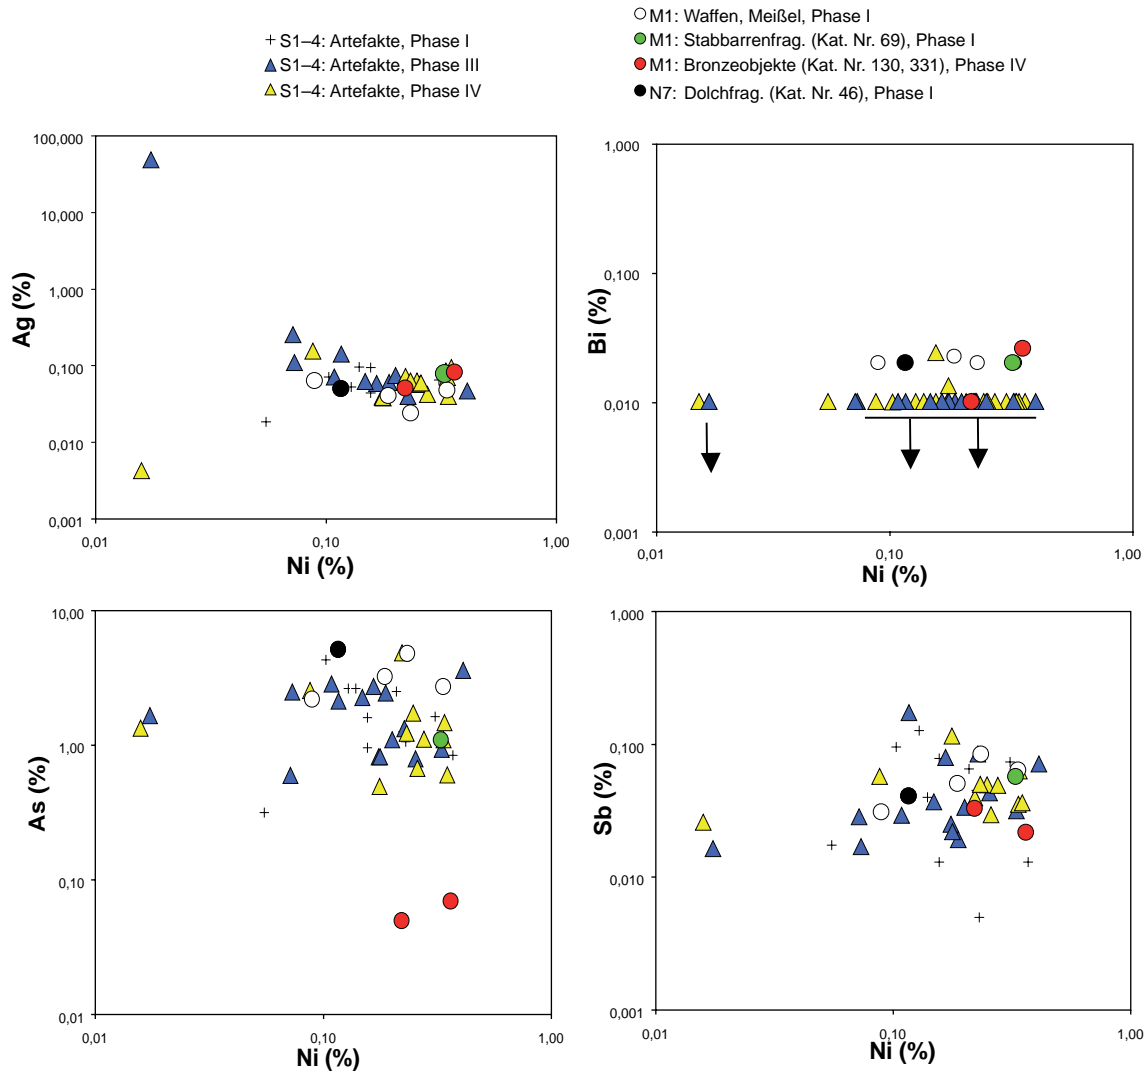 S1–4: Artefakte, Phase I
S1–4: Artefakte, Phase III
S1–4: Artefakte, Phase IV
M1: Waffen, Meißel, Phase I
M1: Stabbarrenfrag. (Kat. Nr. 69), Phase I
M1: Bronzeobjekte (Kat. Nr. 130, 331), Phase IV
N7: Dolchfrag. (Kat. Nr. 46), Phase I
100,000
10,000
1,000
0,100
0,010
0,001
Ag (%)
0,01
0,10
1,00
Ni (%)
1,000
0,100
0,010
0,001
Bi (%)
0,01
0,10
1,00
Ni (%)
10,00
1,00
0,10
0,01
As (%)
0,01
0,10
1,00
Ni (%)
1,000
0,100
0,010
0,001
Sb (%)
0,01
0,10
1,00
Ni (%)